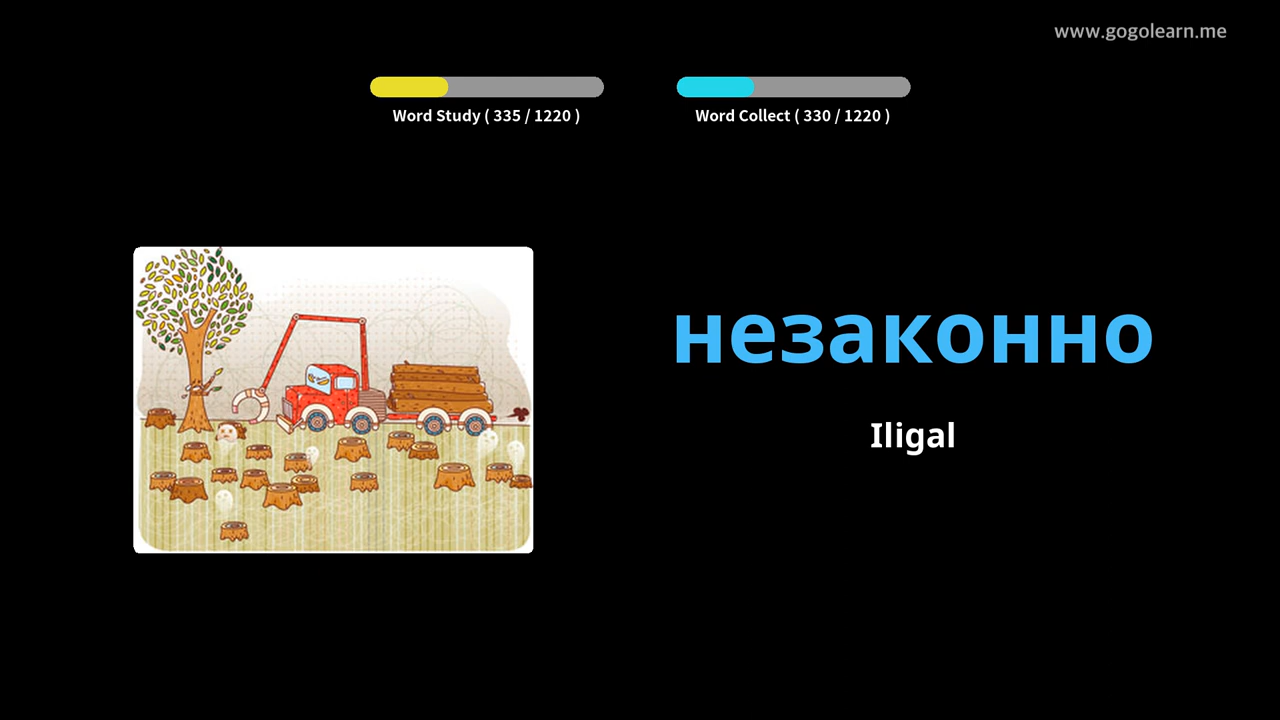 www.gogolearn.me
Word Study ( 335 / 1220 )
Word Collect ( 330 / 1220 )
незаконно
Iligal